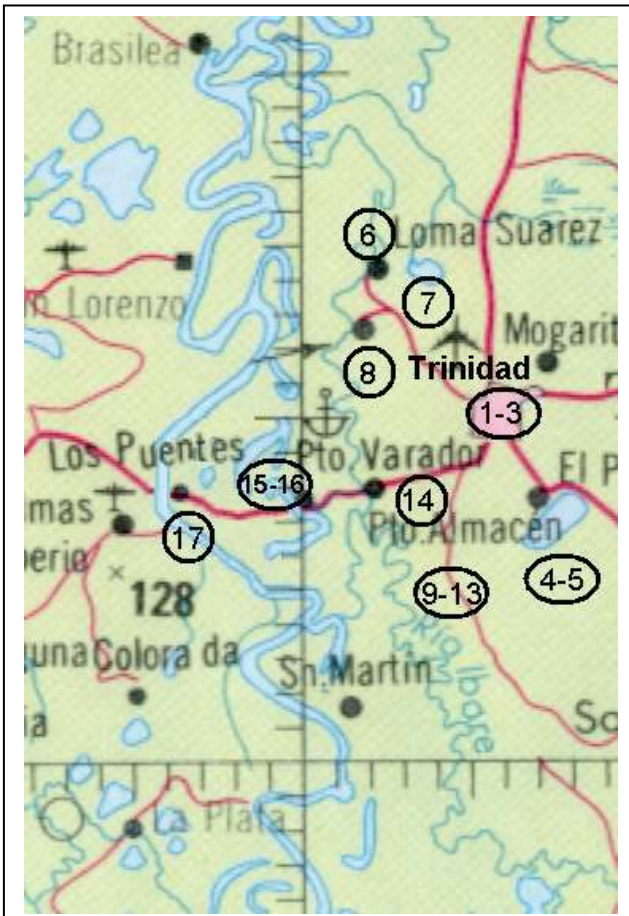 Brasilea
6
Loma Suarez
Lorenzo
7
Mogarit
8
Trinidad
1-3
Los Puentes
15-16
Pto Varador
El P
mas
14
Pto. Almacén
17
perio
128
9-13
4-5
Rio Ibare
una Colora da
Sn. Martin
ia
So
La Plata